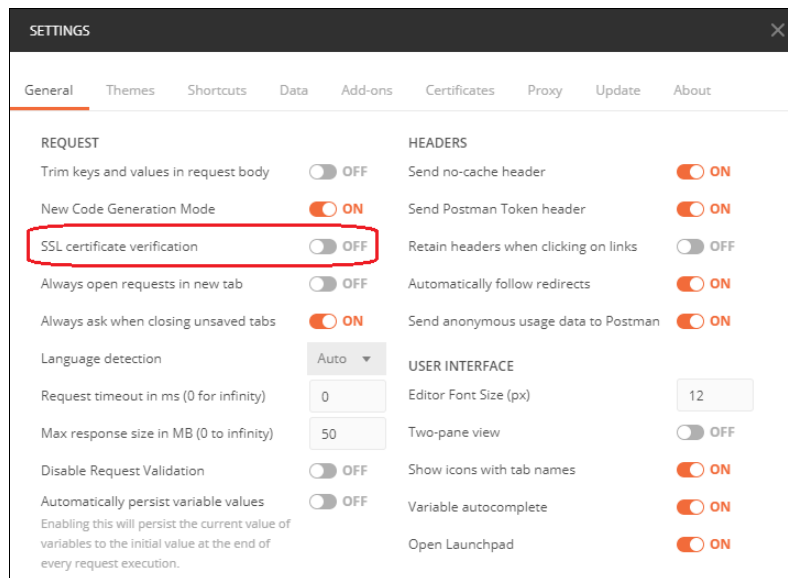 SETTINGS
General Themes Shortcuts Data Add-ons Certificates Proxy Update About
REQUEST
Trim keys and values in request body OFF
New Code Generation Mode ON
SSL certificate verification OFF
Always open requests in new tab OFF
Always ask when closing unsaved tabs ON
Language detection Auto
Request timeout in ms (0 for infinity) 0
Max response size in MB (0 to infinity) 50
Disable Request Validation OFF
Automatically persist variable values OFF
Enabling this will persist the current value of
variables to the initial value at the end of
every request execution.
HEADERS
Send no-cache header ON
Send Postman Token header ON
Retain headers when clicking on links OFF
Automatically follow redirects ON
Send anonymous usage data to Postman ON
USER INTERFACE
Editor Font Size (px) 12
Two-pane view OFF
Show icons with tab names ON
Variable autocomplete ON
Open Launchpad ON